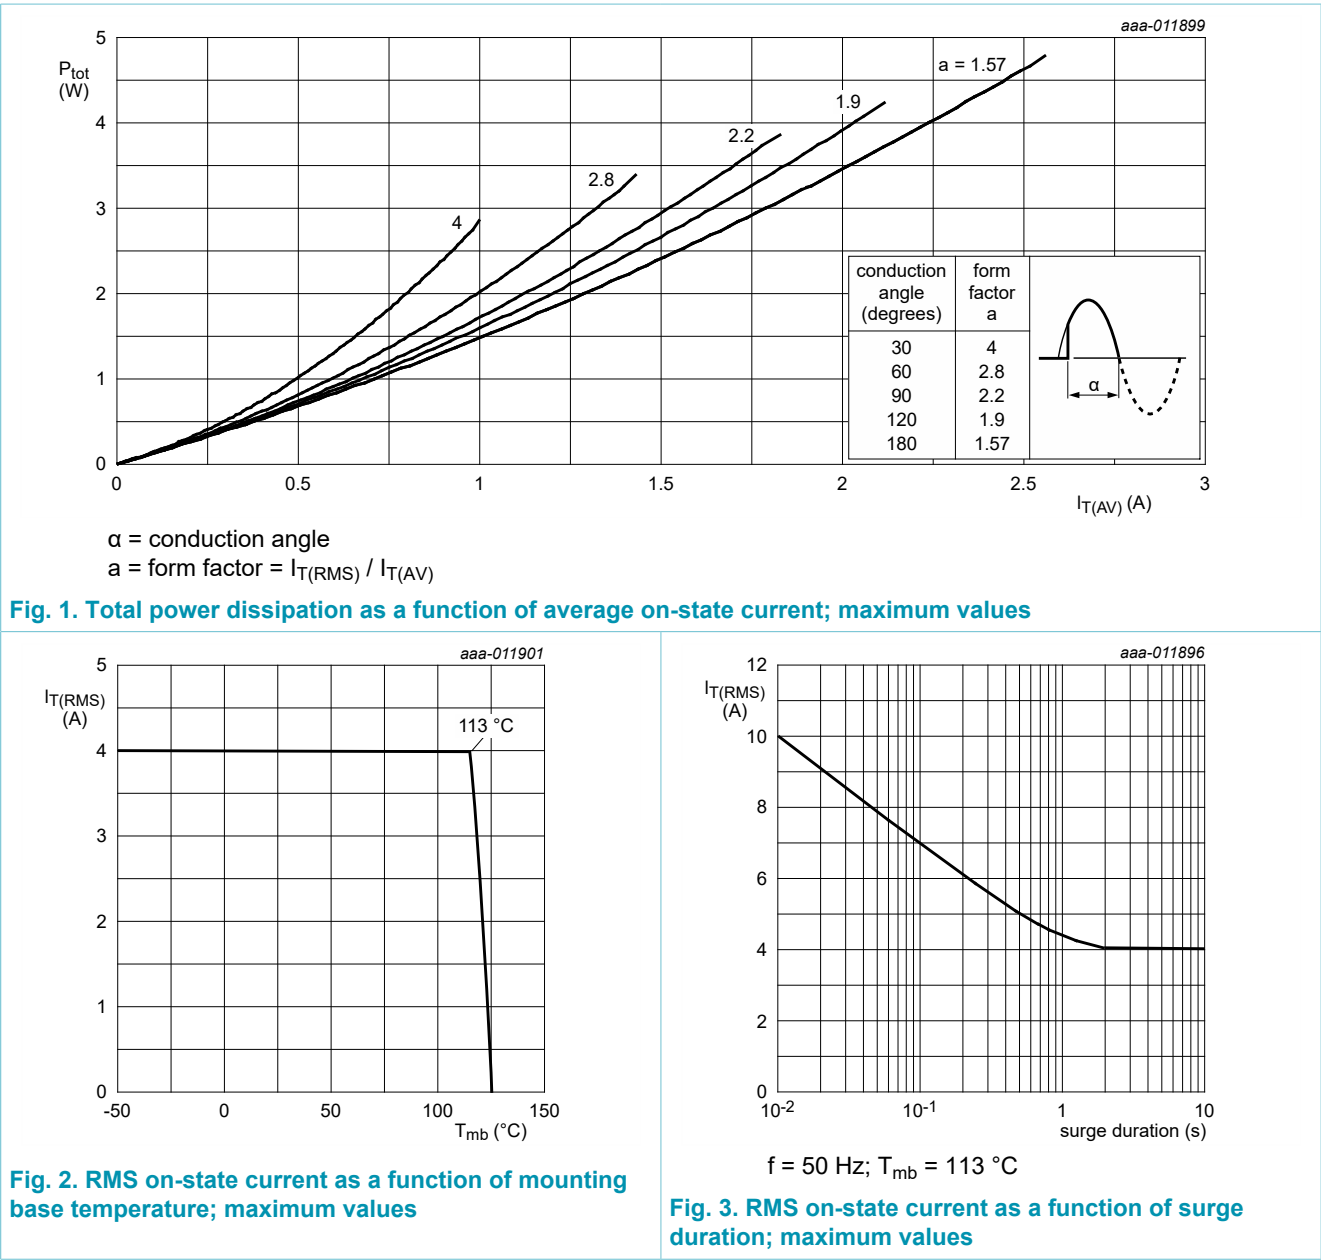 aaa-011899
5
P_tot
(W)
4
3
2
1
0
a = 1.57
1.9
2.2
2.8
4
conduction angle (degrees) form factor a
30 4
60 2.8
90 2.2
120 1.9
180 1.57
α
0 0.5 1 1.5 2 2.5 3
I_T(AV) (A)
α = conduction angle
a = form factor = I_T(RMS) / I_T(AV)
Fig. 1. Total power dissipation as a function of average on-state current; maximum values
aaa-011901
5
I_T(RMS)
(A)
4
3
2
1
0
113 °C
-50 0 50 100 150
T_mb (°C)
Fig. 2. RMS on-state current as a function of mounting
base temperature; maximum values
aaa-011896
12
I_T(RMS)
(A)
10
8
6
4
2
0
10^-2 10^-1 1 10
surge duration (s)
f = 50 Hz; T_mb = 113 °C
Fig. 3. RMS on-state current as a function of surge
duration; maximum values